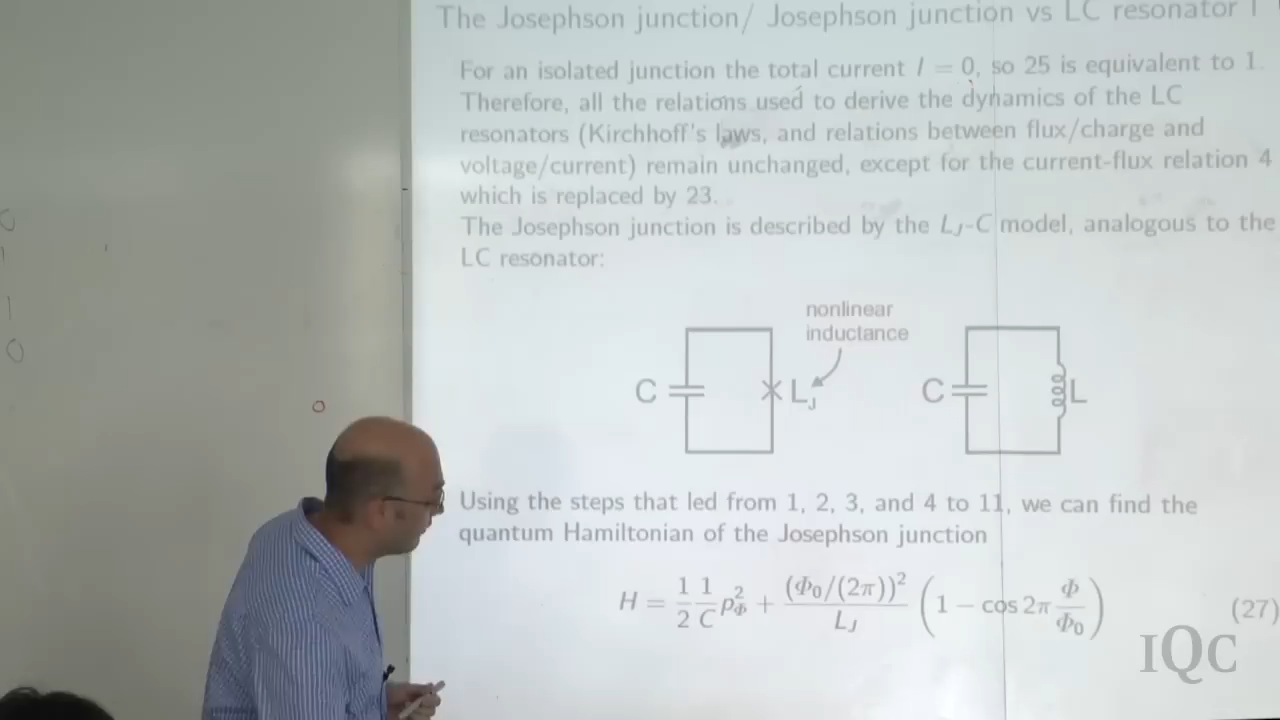 The Josephson junction/ Josephson junction vs LC resonator I
For an isolated junction the total current I = 0, so 25 is equivalent to 1.
Therefore, all the relations used to derive the dynamics of the LC
resonators (Kirchhoff's laws, and relations between flux/charge and
voltage/current) remain unchanged, except for the current-flux relation 4
which is replaced by 23.
The Josephson junction is described by the L_J-C model, analogous to the
LC resonator:
nonlinear
inductance
C L_J C L
Using the steps that led from 1, 2, 3, and 4 to 11, we can find the
quantum Hamiltonian of the Josephson junction
H = 1/2 1/C p_Φ^2 + (Φ_0/(2π))^2/L_J (1 − cos 2π Φ/Φ_0) (27)
IQC
0
1
0